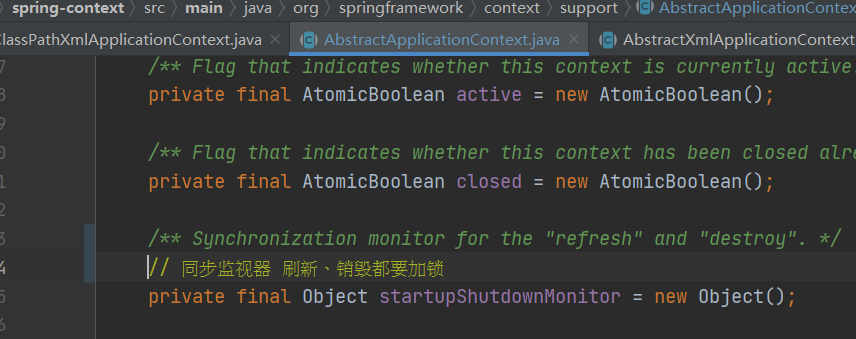 spring-context › src › main › java › org › springframework › context › support › AbstractApplicationContex
ClassPathXmlApplicationContext.java × AbstractApplicationContext.java × AbstractXmlApplicationContext
7 /** Flag that indicates whether this context is currently active.
8 private final AtomicBoolean active = new AtomicBoolean();
9
0 /** Flag that indicates whether this context has been closed alre
1 private final AtomicBoolean closed = new AtomicBoolean();
2
3 /** Synchronization monitor for the "refresh" and "destroy". */
4 // 同步监视器 刷新、销毁都要加锁
5 private final Object startupShutdownMonitor = new Object();
6